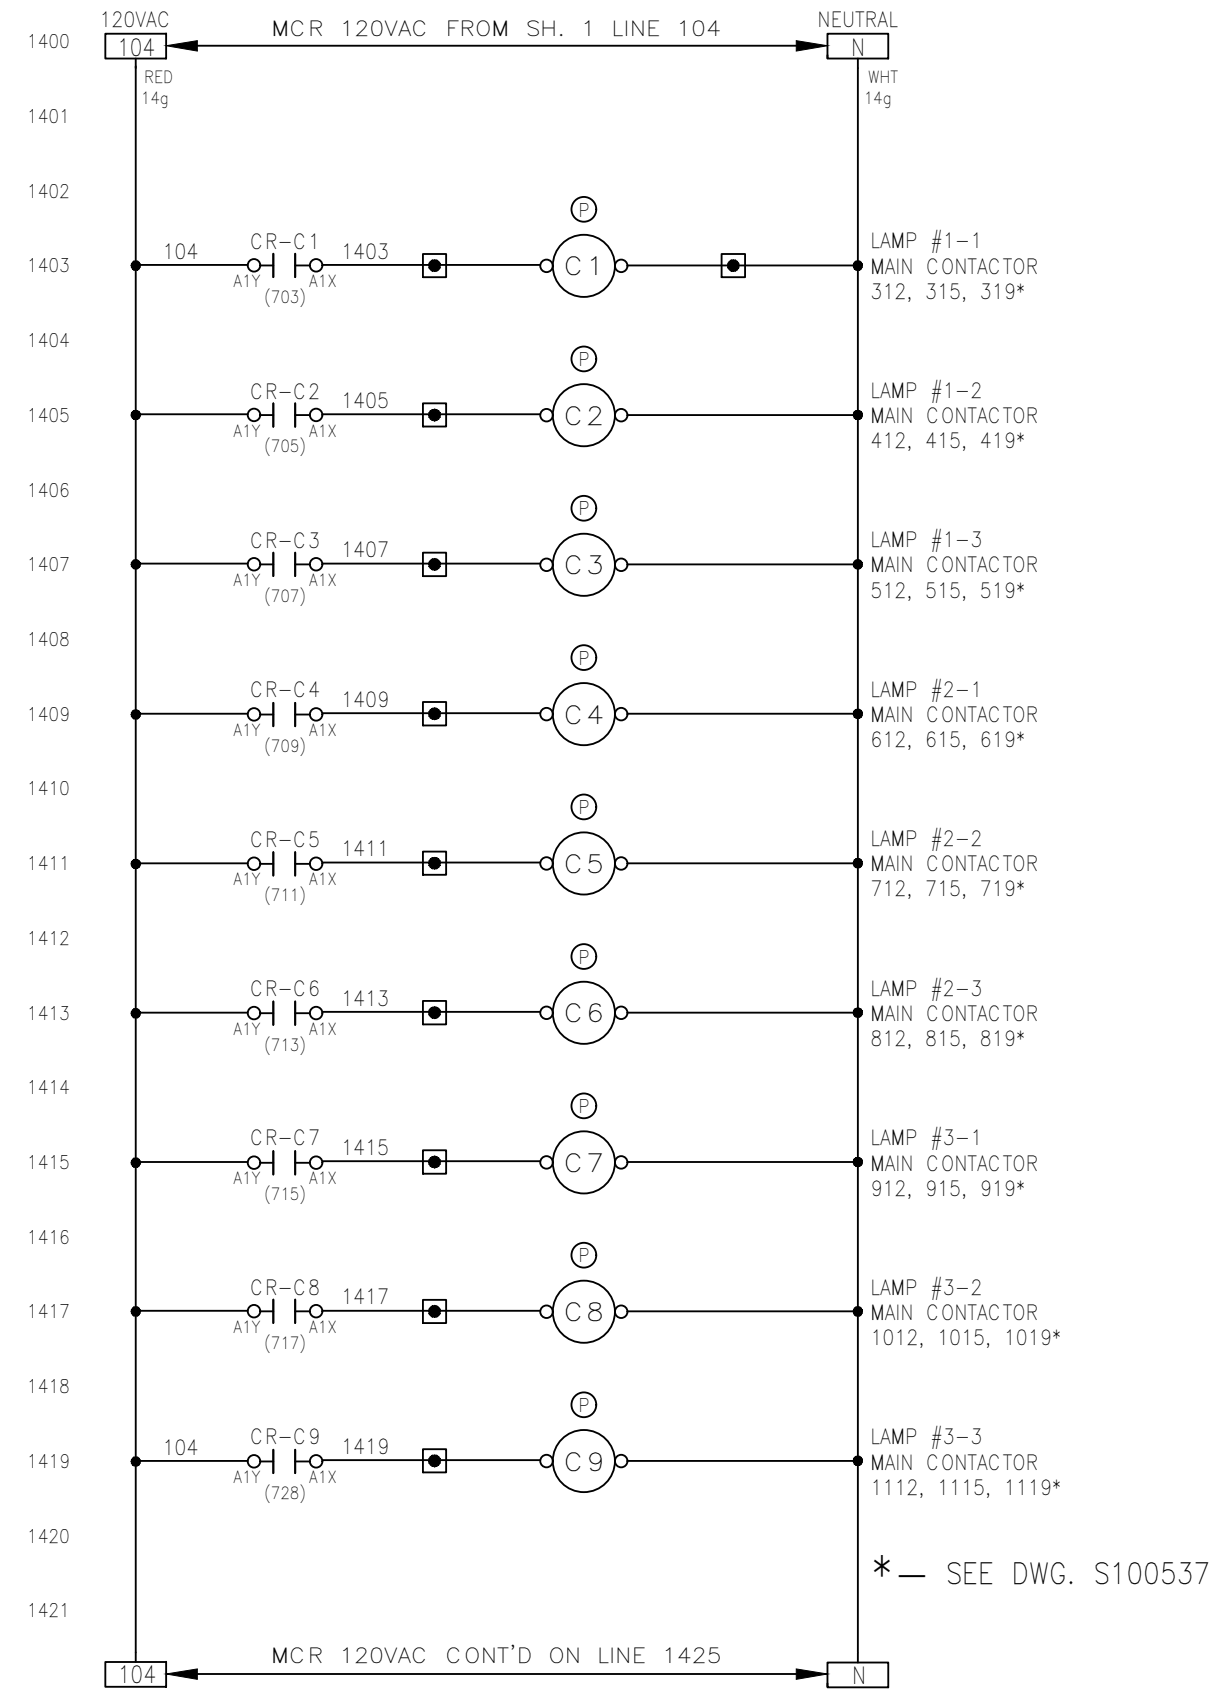 120VAC
MCR 120VAC FROM SH. 1 LINE 104
NEUTRAL
1400
104
N
RED
14g
WHT
14g
1401
1402
P
1403
104
CR-C1
1403
A1Y
A1X
(703)
C1
LAMP #1-1
MAIN CONTACTOR
312, 315, 319*
1404
P
1405
CR-C2
1405
A1Y
A1X
(705)
C2
LAMP #1-2
MAIN CONTACTOR
412, 415, 419*
1406
P
1407
CR-C3
1407
A1Y
A1X
(707)
C3
LAMP #1-3
MAIN CONTACTOR
512, 515, 519*
1408
P
1409
CR-C4
1409
A1Y
A1X
(709)
C4
LAMP #2-1
MAIN CONTACTOR
612, 615, 619*
1410
P
1411
CR-C5
1411
A1Y
A1X
(711)
C5
LAMP #2-2
MAIN CONTACTOR
712, 715, 719*
1412
P
1413
CR-C6
1413
A1Y
A1X
(713)
C6
LAMP #2-3
MAIN CONTACTOR
812, 815, 819*
1414
P
1415
CR-C7
1415
A1Y
A1X
(715)
C7
LAMP #3-1
MAIN CONTACTOR
912, 915, 919*
1416
P
1417
CR-C8
1417
A1Y
A1X
(717)
C8
LAMP #3-2
MAIN CONTACTOR
1012, 1015, 1019*
1418
P
1419
104
CR-C9
1419
A1Y
A1X
(728)
C9
LAMP #3-3
MAIN CONTACTOR
1112, 1115, 1119*
1420
*— SEE DWG. S100537
1421
104
MCR 120VAC CONT'D ON LINE 1425
N